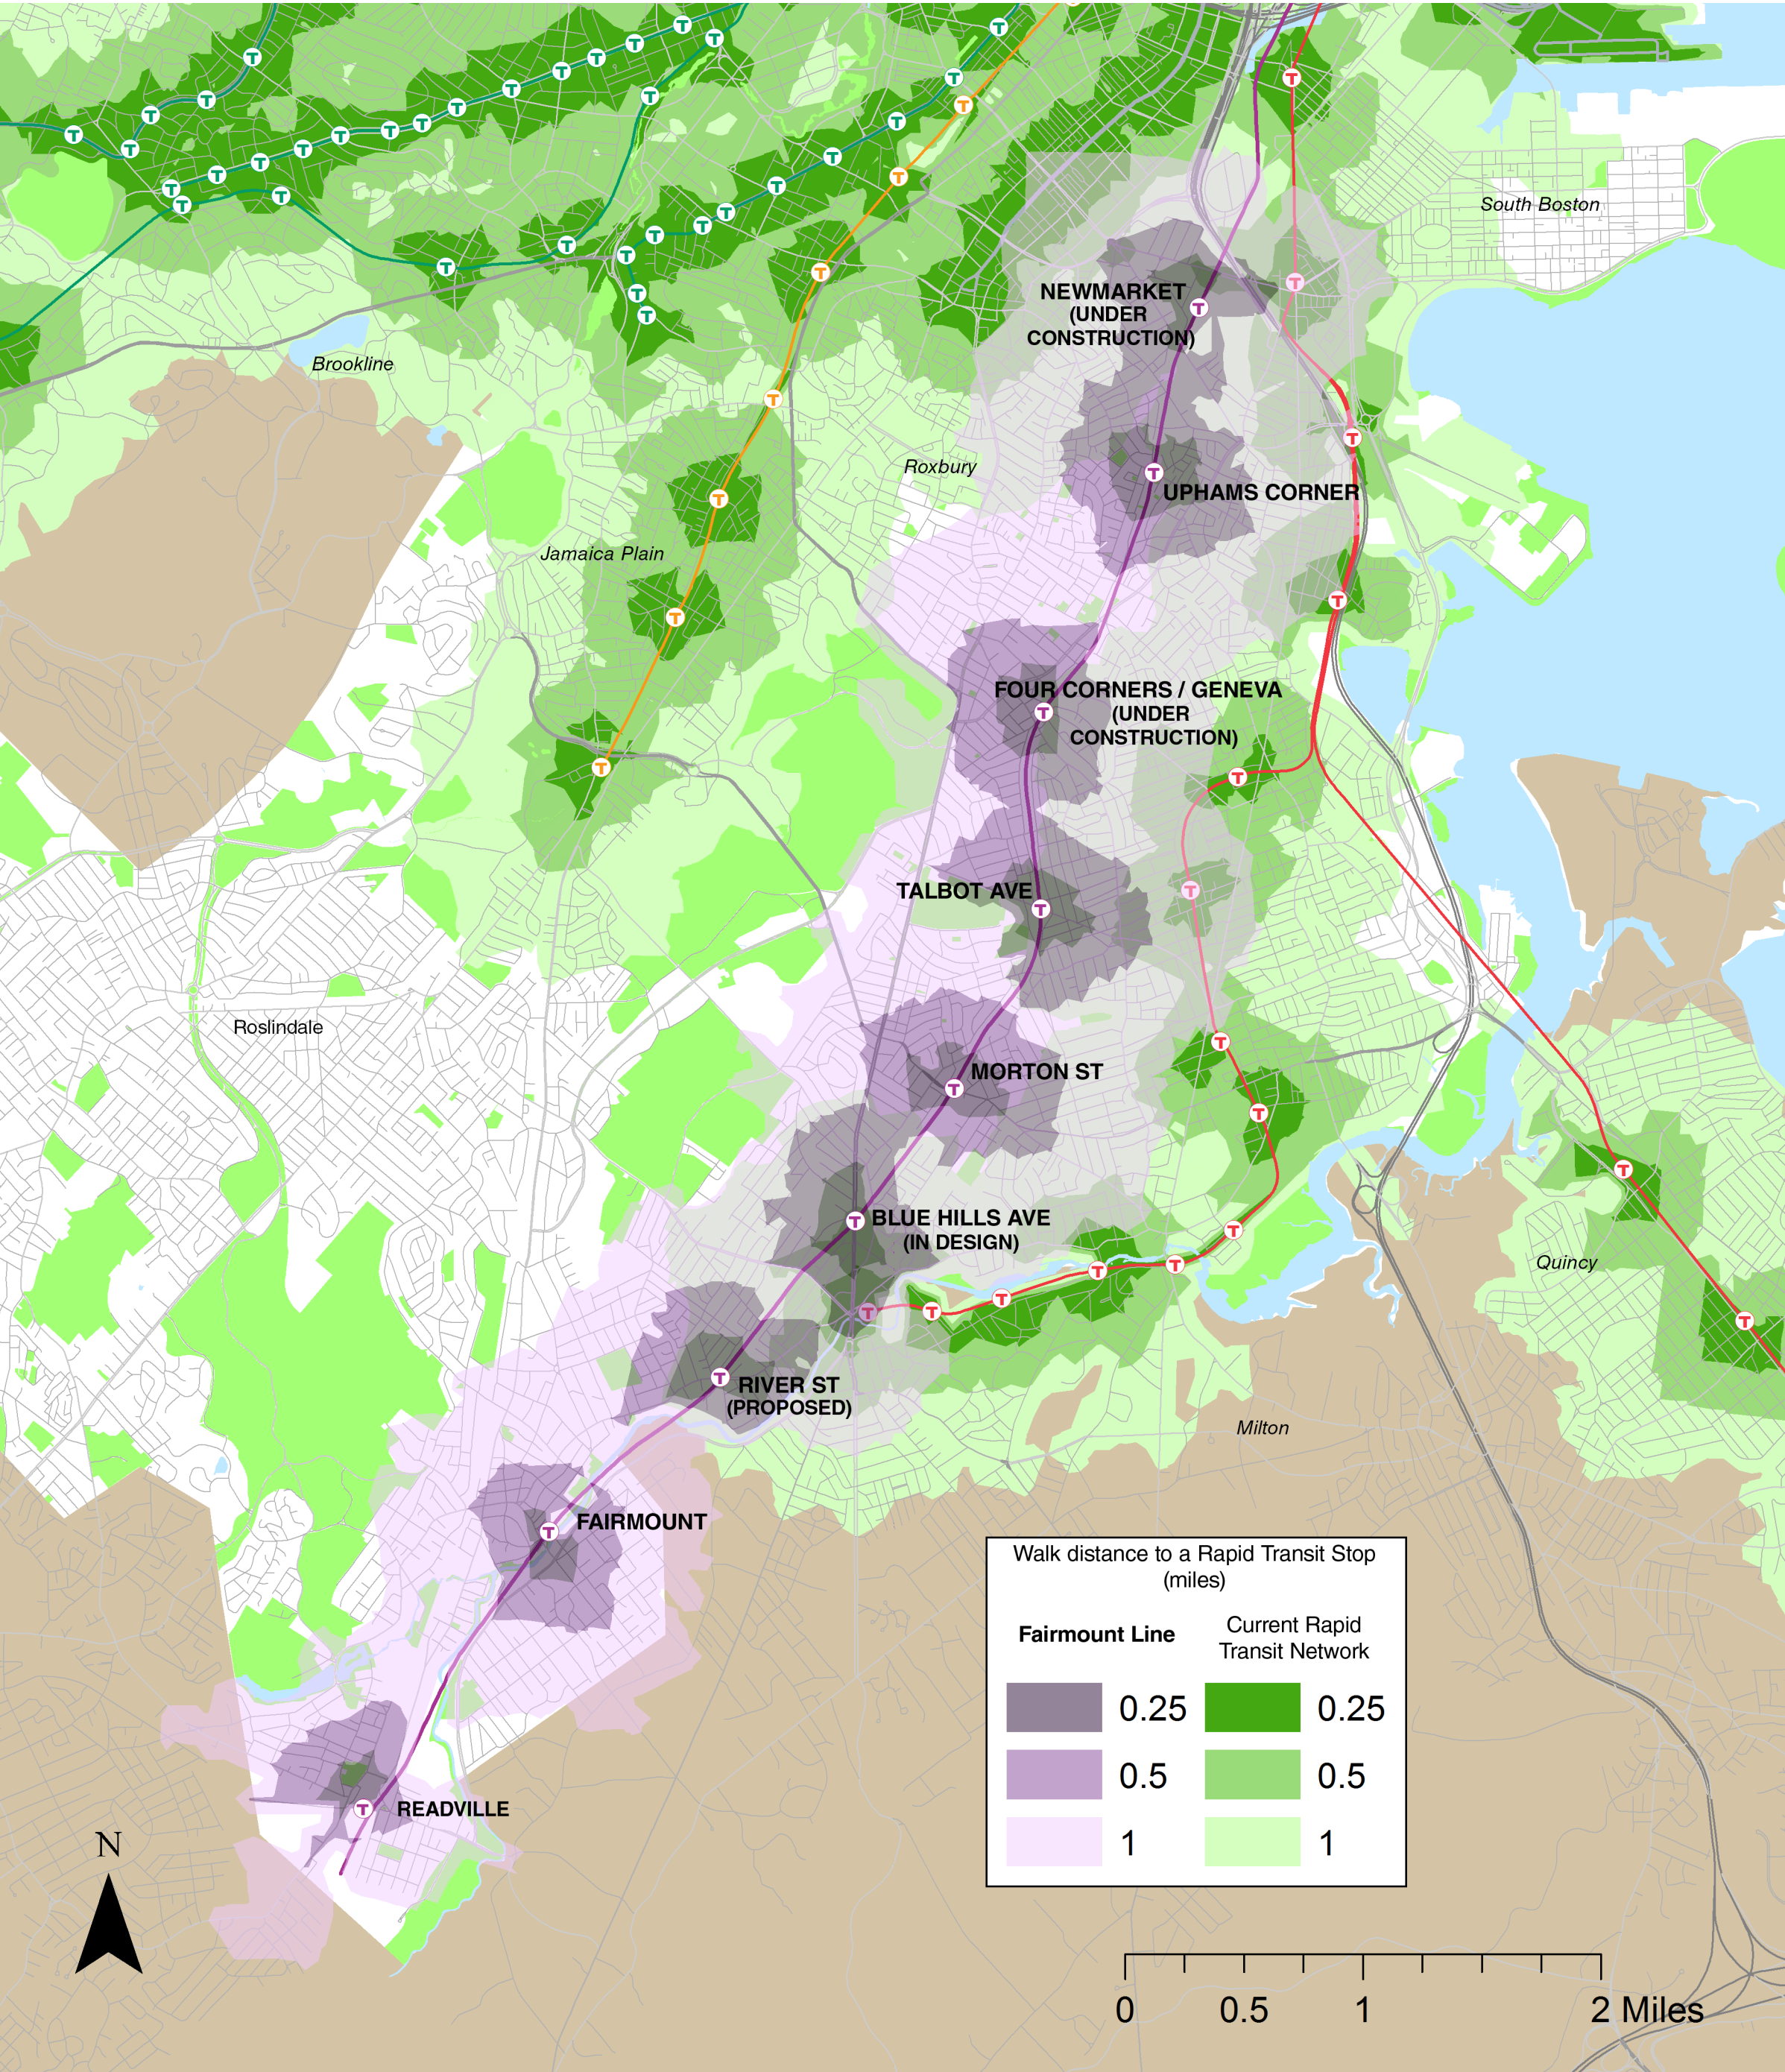 South Boston
NEWMARKET
(UNDER
CONSTRUCTION)
Brookline
Roxbury
UPHAMS CORNER
Jamaica Plain
FOUR CORNERS / GENEVA
(UNDER
CONSTRUCTION)
TALBOT AVE
Roslindale
MORTON ST
BLUE HILLS AVE
(IN DESIGN)
Quincy
RIVER ST
(PROPOSED)
Milton
FAIRMOUNT
Walk distance to a Rapid Transit Stop
(miles)
Fairmount Line
Current Rapid
Transit Network
0.25 0.25
0.5 0.5
1 1
READVILLE
N
0 0.5 1 2 Miles